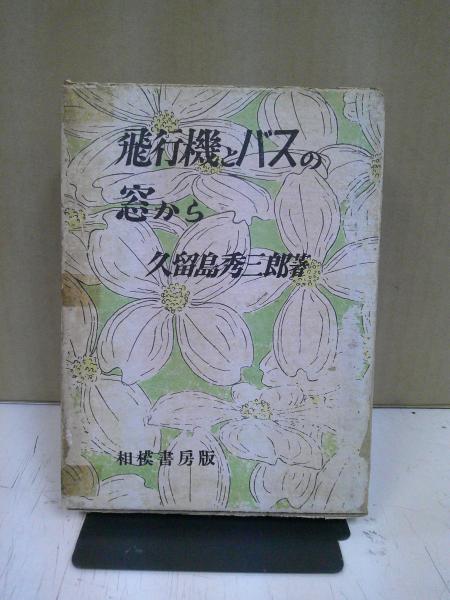 飛行機とバスの
窓から
久留島秀三郎著
相模書房版